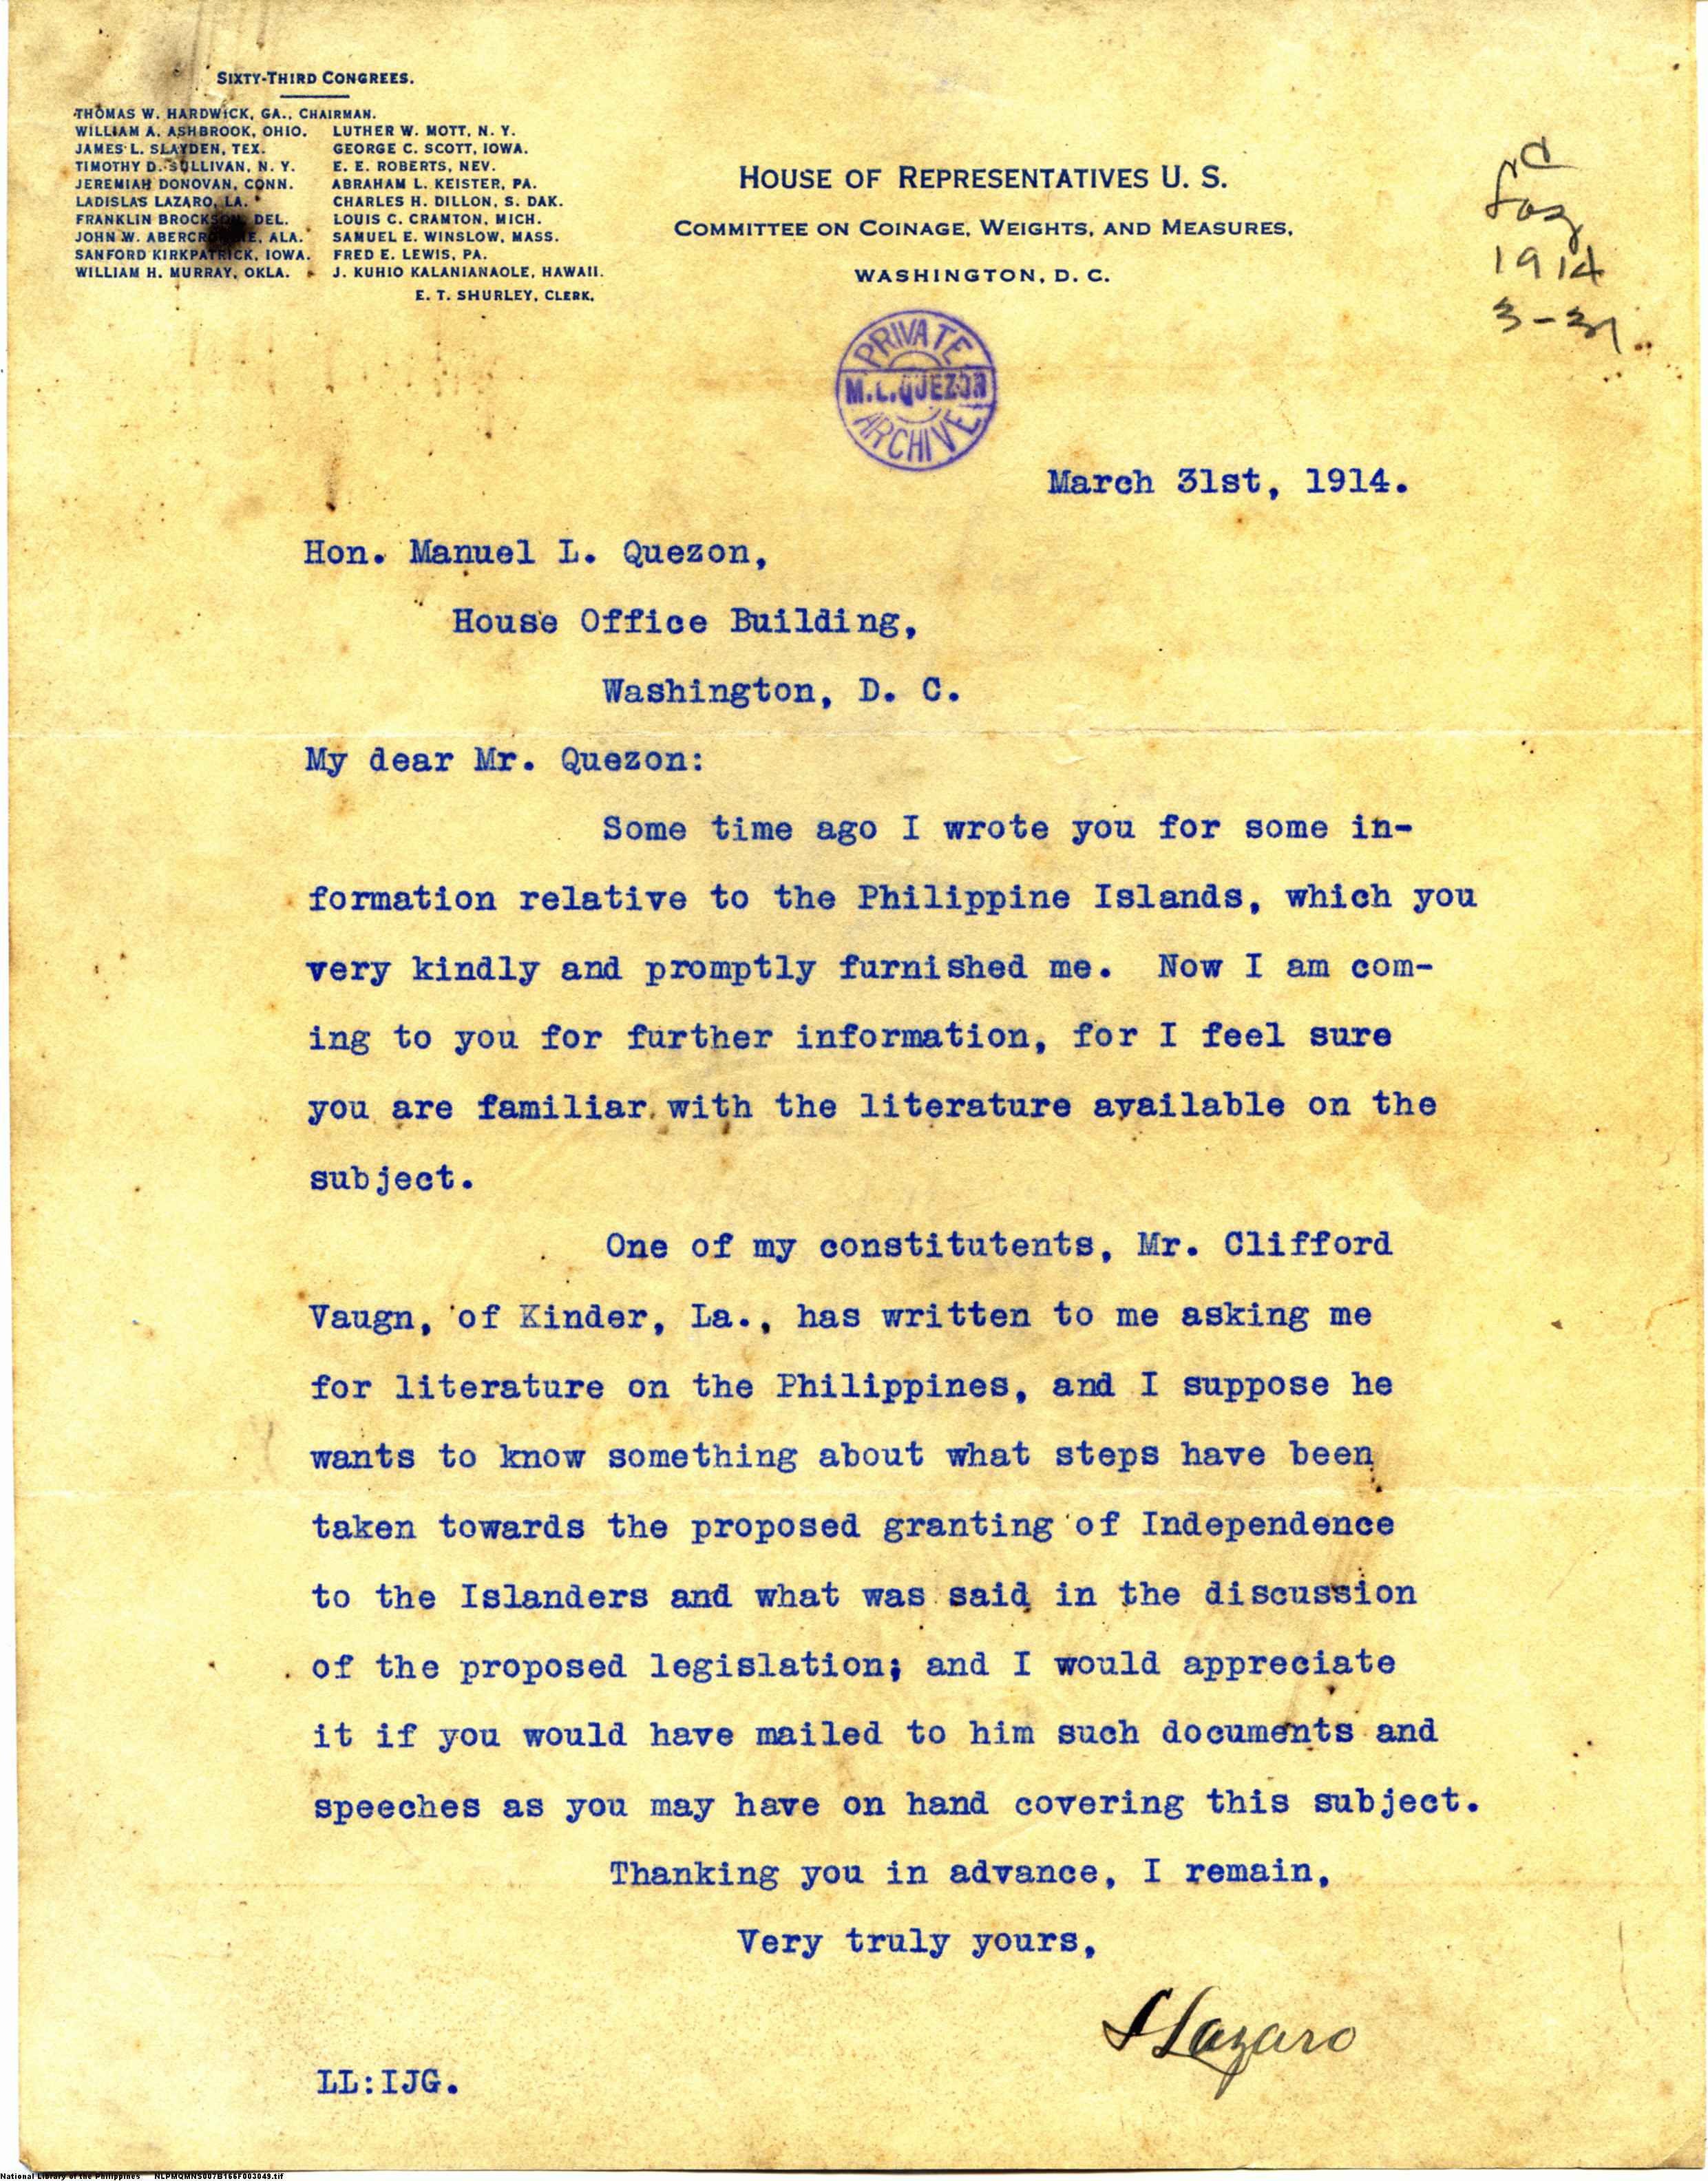 SIXTY-THIRD CONGREES.
THOMAS W. HARDWICK, GA., CHAIRMAN.
WILLIAM A. ASHBROOK, OHIO.
JAMES L. SLAYDEN, TEX.
TIMOTHY D. SULLIVAN, N. Y.
JEREMIAH DONOVAN, CONN.
LADISLAS LAZARO, LA.
FRANKLIN BROCKSON, DEL.
JOHN W. ABERCROMBIE, ALA.
SANFORD KIRKPATRICK, IOWA.
WILLIAM H. MURRAY, OKLA.
LUTHER W. MOTT, N. Y.
GEORGE C. SCOTT, IOWA.
E. E. ROBERTS, NEV.
ABRAHAM L. KEISTER, PA.
CHARLES H. DILLON, S. DAK.
LOUIS C. CRAMTON, MICH.
SAMUEL E. WINSLOW, MASS.
FRED E. LEWIS, PA.
J. KUHIO KALANIANAOLE, HAWAII.
E. T. SHURLEY, CLERK.
HOUSE OF REPRESENTATIVES U. S.
COMMITTEE ON COINAGE, WEIGHTS, AND MEASURES,
WASHINGTON, D. C.
1914
3-31
PRIVATE
M.L.QUEZON
ARCHIVE
March 31st, 1914.
Hon. Manuel L. Quezon,
House Office Building,
Washington, D. C.
My dear Mr. Quezon:
Some time ago I wrote you for some in-
formation relative to the Philippine Islands, which you
very kindly and promptly furnished me. Now I am com-
ing to you for further information, for I feel sure
you are familiar with the literature available on the
subject.
One of my constitutents, Mr. Clifford
Vaugn, of Kinder, La., has written to me asking me
for literature on the Philippines, and I suppose he
wants to know something about what steps have been
taken towards the proposed granting of Independence
to the Islanders and what was said in the discussion
of the proposed legislation; and I would appreciate
it if you would have mailed to him such documents and
speeches as you may have on hand covering this subject.
Thanking you in advance, I remain,
Very truly yours,
L Lazaro
LL:IJG.
National Library of the Philippines NLPMQMNS007B166F003049.tif